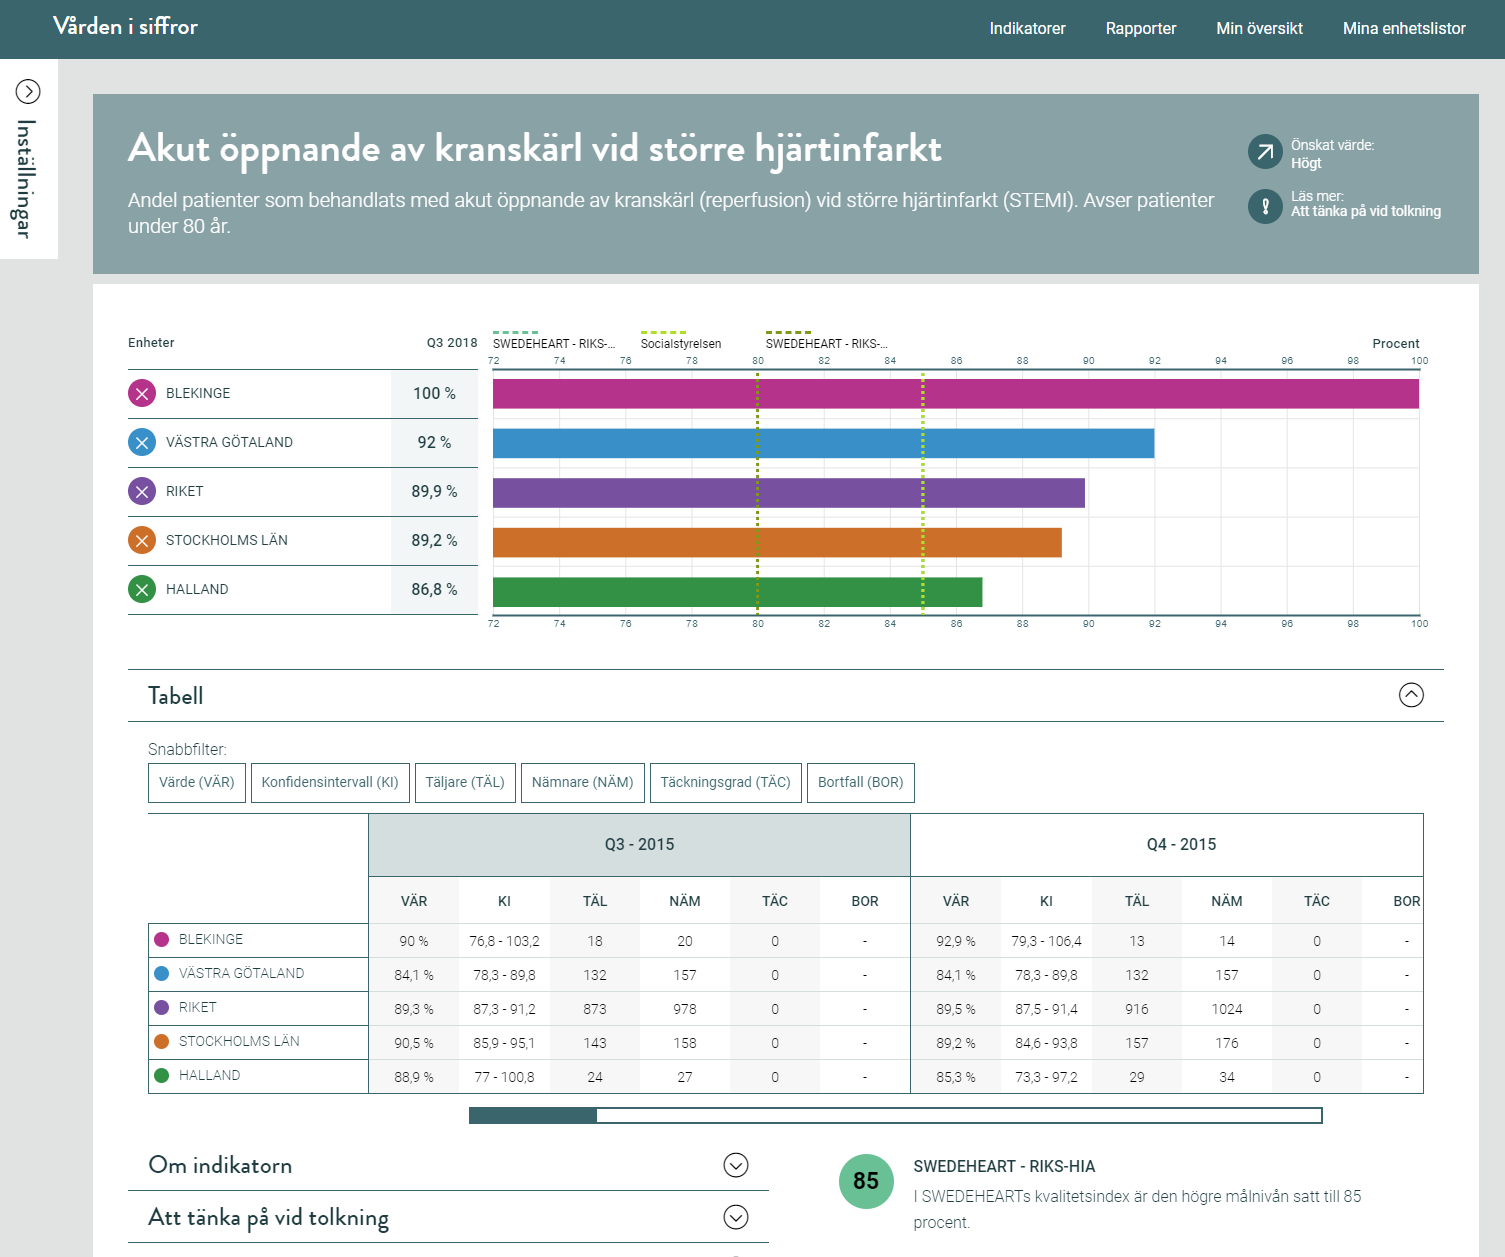 Vården i siffror
Indikatorer Rapporter Min översikt Mina enhetslistor
Inställningar
Akut öppnande av kranskärl vid större hjärtinfarkt
Andel patienter som behandlats med akut öppnande av kranskärl (reperfusion) vid större hjärtinfarkt (STEMI). Avser patienter
under 80 år.
Önskat värde:
Högt
Läs mer:
Att tänka på vid tolkning
Enheter Q3 2018 SWEDEHEART - RIKS-... Socialstyrelsen SWEDEHEART - RIKS-... Procent
72 74 76 78 80 82 84 86 88 90 92 94 96 98 100
BLEKINGE 100 %
VÄSTRA GÖTALAND 92 %
RIKET 89,9 %
STOCKHOLMS LÄN 89,2 %
HALLAND 86,8 %
72 74 76 78 80 82 84 86 88 90 92 94 96 98 100
Tabell
Snabbfilter:
Värde (VÄR) Konfidensintervall (KI) Täljare (TÄL) Nämnare (NÄM) Täckningsgrad (TÄC) Bortfall (BOR)
Q3 - 2015 Q4 - 2015
VÄR KI TÄL NÄM TÄC BOR VÄR KI TÄL NÄM TÄC BOR
BLEKINGE 90 % 76,8 - 103,2 18 20 0 - 92,9 % 79,3 - 106,4 13 14 0 -
VÄSTRA GÖTALAND 84,1 % 78,3 - 89,8 132 157 0 - 84,1 % 78,3 - 89,8 132 157 0 -
RIKET 89,3 % 87,3 - 91,2 873 978 0 - 89,5 % 87,5 - 91,4 916 1024 0 -
STOCKHOLMS LÄN 90,5 % 85,9 - 95,1 143 158 0 - 89,2 % 84,6 - 93,8 157 176 0 -
HALLAND 88,9 % 77 - 100,8 24 27 0 - 85,3 % 73,3 - 97,2 29 34 0 -
Om indikatorn
Att tänka på vid tolkning
85
SWEDEHEART - RIKS-HIA
I SWEDEHEARTs kvalitetsindex är den högre målnivån satt till 85
procent.